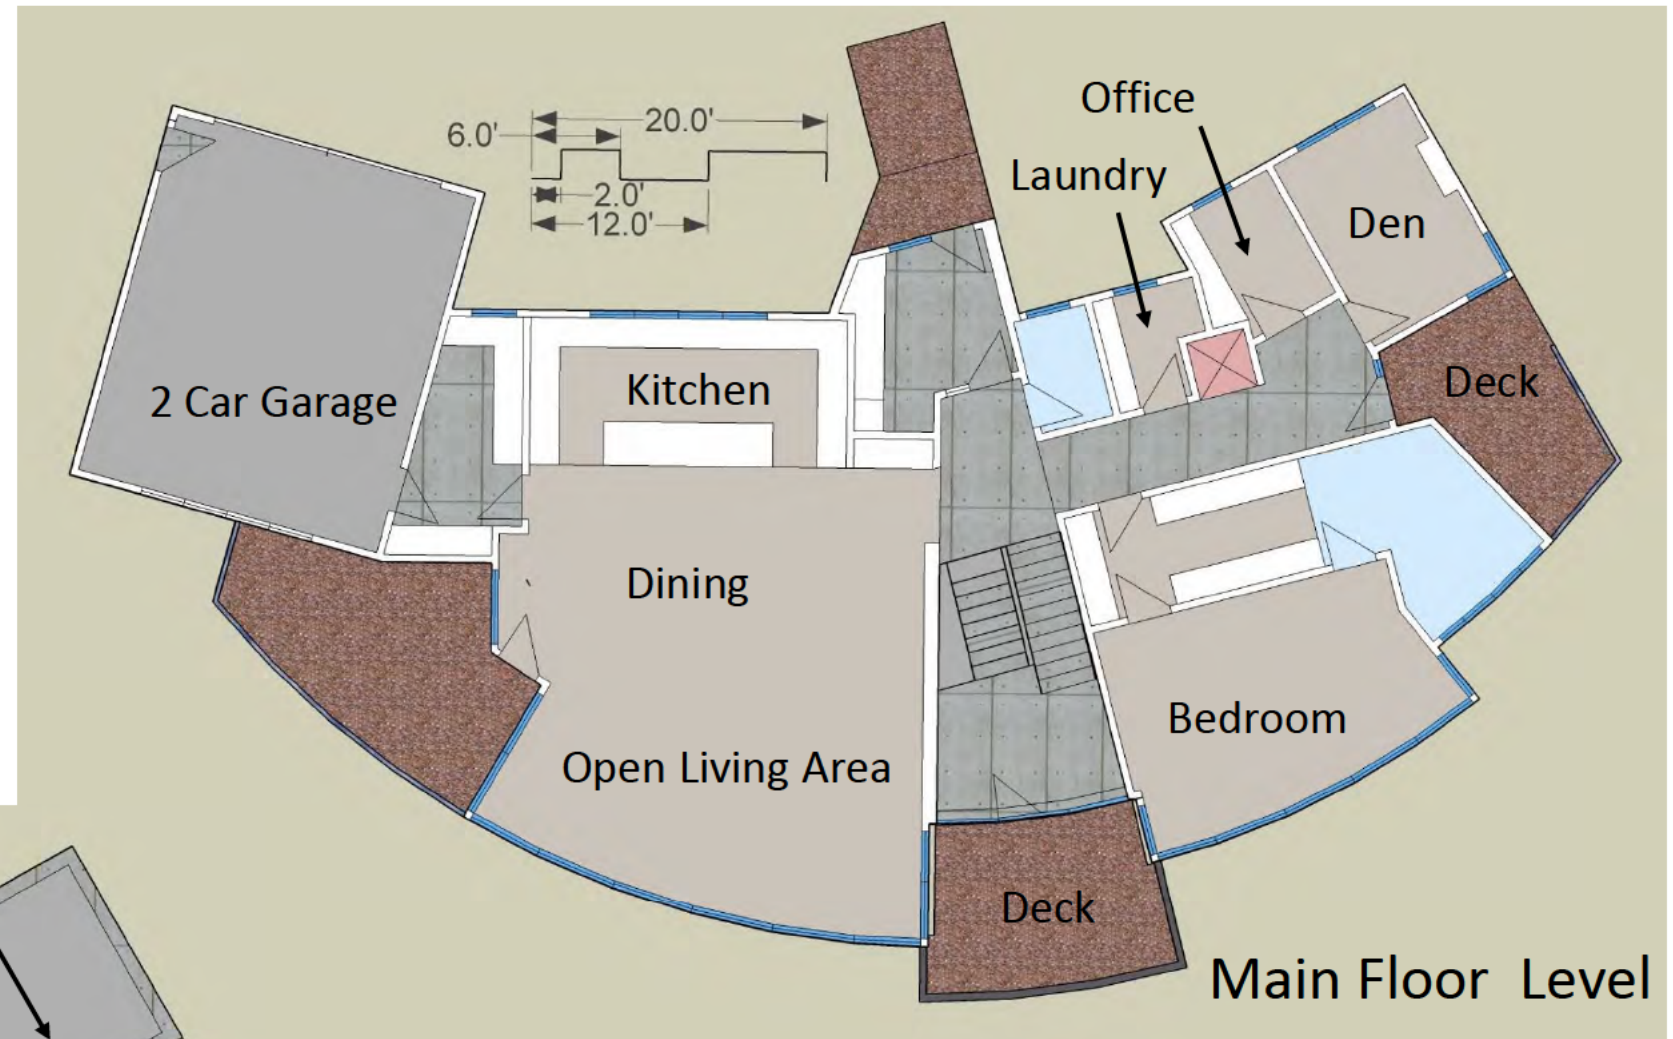 Office
20.0'
6.0'
Laundry
2.0'
12.0'
Den
Kitchen
Deck
2 Car Garage
Dining
Bedroom
Open Living Area
Deck
Main Floor Level